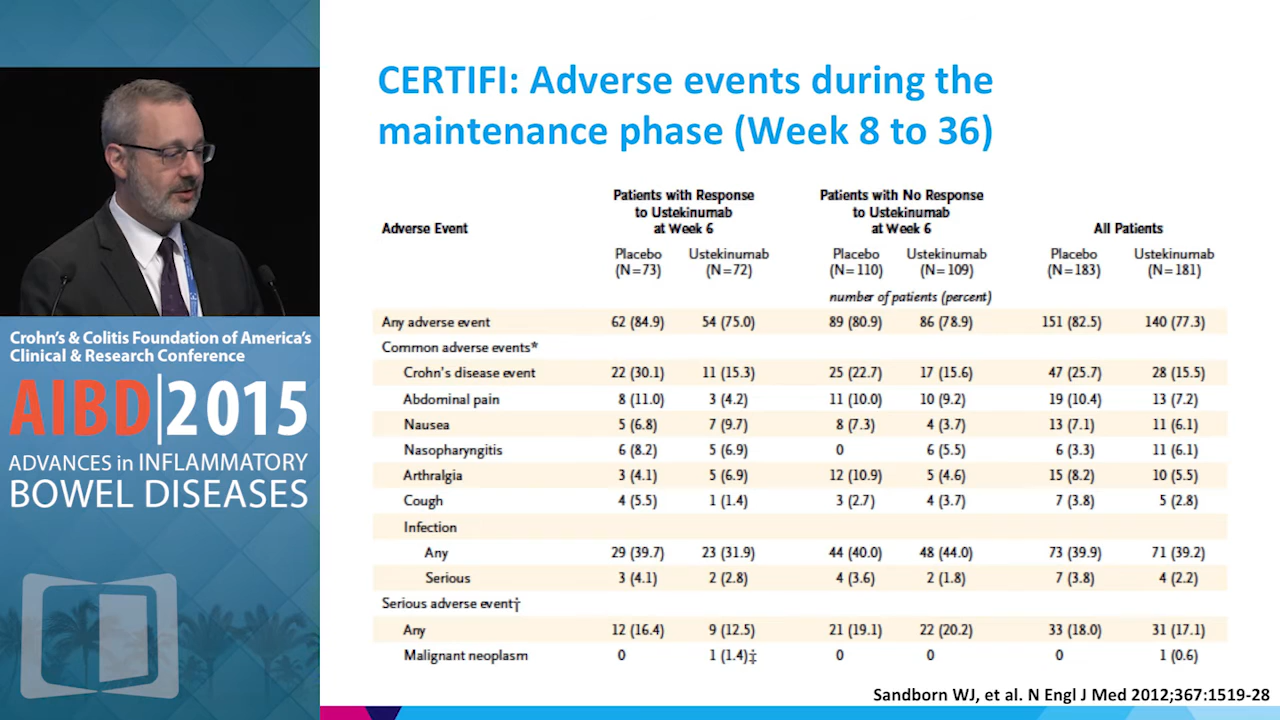 CERTIFI: Adverse events during the
maintenance phase (Week 8 to 36)
Adverse Event
Patients with Response
to Ustekinumab
at Week 6
Patients with No Response
to Ustekinumab
at Week 6
All Patients
Placebo
(N=73)
Ustekinumab
(N=72)
Placebo
(N=110)
Ustekinumab
(N=109)
Placebo
(N=183)
Ustekinumab
(N=181)
number of patients (percent)
Any adverse event 62 (84.9) 54 (75.0) 89 (80.9) 86 (78.9) 151 (82.5) 140 (77.3)
Common adverse events*
Crohn's disease event 22 (30.1) 11 (15.3) 25 (22.7) 17 (15.6) 47 (25.7) 28 (15.5)
Abdominal pain 8 (11.0) 3 (4.2) 11 (10.0) 10 (9.2) 19 (10.4) 13 (7.2)
Nausea 5 (6.8) 7 (9.7) 8 (7.3) 4 (3.7) 13 (7.1) 11 (6.1)
Nasopharyngitis 6 (8.2) 5 (6.9) 0 6 (5.5) 6 (3.3) 11 (6.1)
Arthralgia 3 (4.1) 5 (6.9) 12 (10.9) 5 (4.6) 15 (8.2) 10 (5.5)
Cough 4 (5.5) 1 (1.4) 3 (2.7) 4 (3.7) 7 (3.8) 5 (2.8)
Infection
Any 29 (39.7) 23 (31.9) 44 (40.0) 48 (44.0) 73 (39.9) 71 (39.2)
Serious 3 (4.1) 2 (2.8) 4 (3.6) 2 (1.8) 7 (3.8) 4 (2.2)
Serious adverse event†
Any 12 (16.4) 9 (12.5) 21 (19.1) 22 (20.2) 33 (18.0) 31 (17.1)
Malignant neoplasm 0 1 (1.4)‡ 0 0 0 1 (0.6)
Sandborn WJ, et al. N Engl J Med 2012;367:1519-28
Crohn's & Colitis Foundation of America's
Clinical & Research Conference
AIBD|2015
ADVANCES in INFLAMMATORY
BOWEL DISEASES